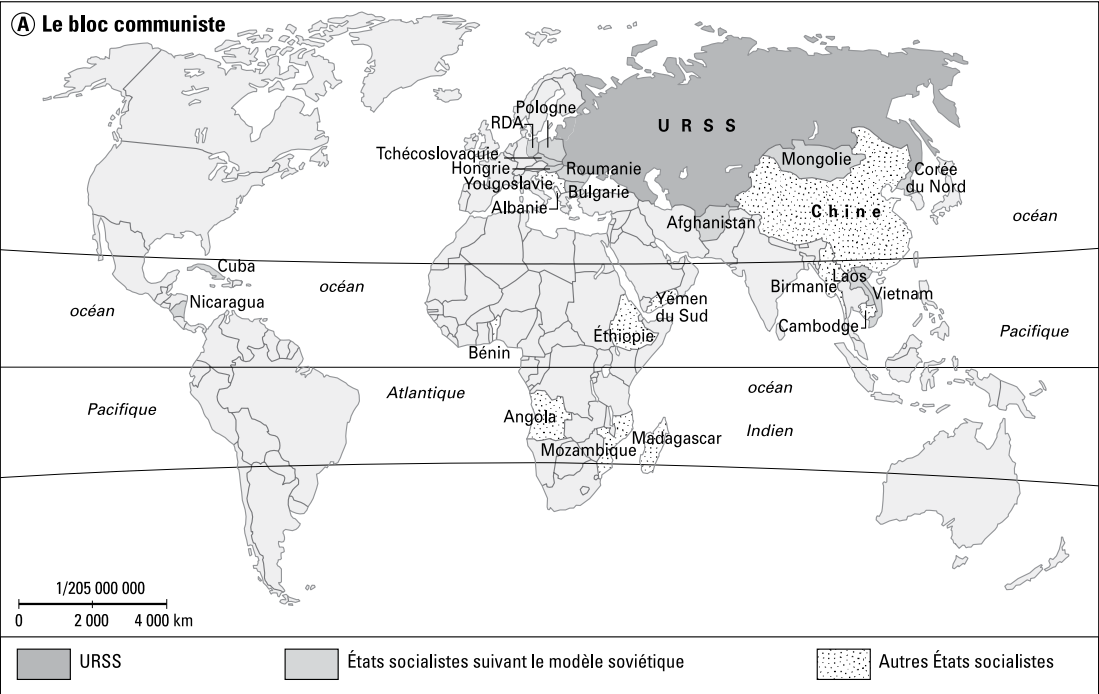 Ⓐ Le bloc communiste
Pologne
RDA
Tchécoslovaquie
Hongrie
Yougoslavie
Albanie
Roumanie
Bulgarie
U R S S
Mongolie
Corée
du Nord
Chine
Afghanistan
océan
Cuba
Nicaragua
océan
océan
Laos
Birmanie
Vietnam
Cambodge
Yémen
du Sud
Éthiopie
Bénin
Pacifique
Pacifique
Atlantique
océan
Indien
Angola
Mozambique
Madagascar
1/205 000 000
0 2 000 4 000 km
URSS
États socialistes suivant le modèle soviétique
Autres États socialistes